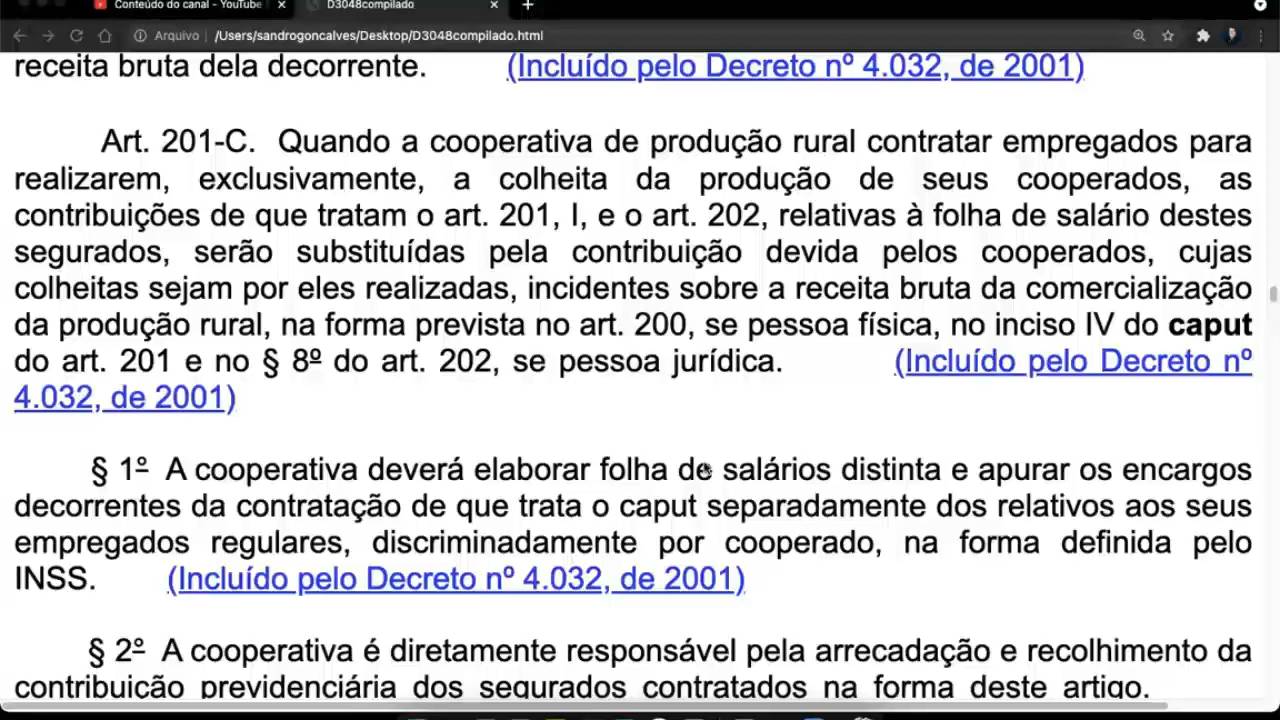 Conteúdo do canal - YouTube
D3048compilado
Arquivo | /Users/sandrogoncalves/Desktop/D3048compilado.html
receita bruta dela decorrente. (Incluído pelo Decreto nº 4.032, de 2001)
Art. 201-C. Quando a cooperativa de produção rural contratar empregados para
realizarem, exclusivamente, a colheita da produção de seus cooperados, as
contribuições de que tratam o art. 201, I, e o art. 202, relativas à folha de salário destes
segurados, serão substituídas pela contribuição devida pelos cooperados, cujas
colheitas sejam por eles realizadas, incidentes sobre a receita bruta da comercialização
da produção rural, na forma prevista no art. 200, se pessoa física, no inciso IV do caput
do art. 201 e no § 8º do art. 202, se pessoa jurídica. (Incluído pelo Decreto nº
4.032, de 2001)
§ 1º A cooperativa deverá elaborar folha de salários distinta e apurar os encargos
decorrentes da contratação de que trata o caput separadamente dos relativos aos seus
empregados regulares, discriminadamente por cooperado, na forma definida pelo
INSS. (Incluído pelo Decreto nº 4.032, de 2001)
§ 2º A cooperativa é diretamente responsável pela arrecadação e recolhimento da
contribuição previdenciária dos segurados contratados na forma deste artigo.